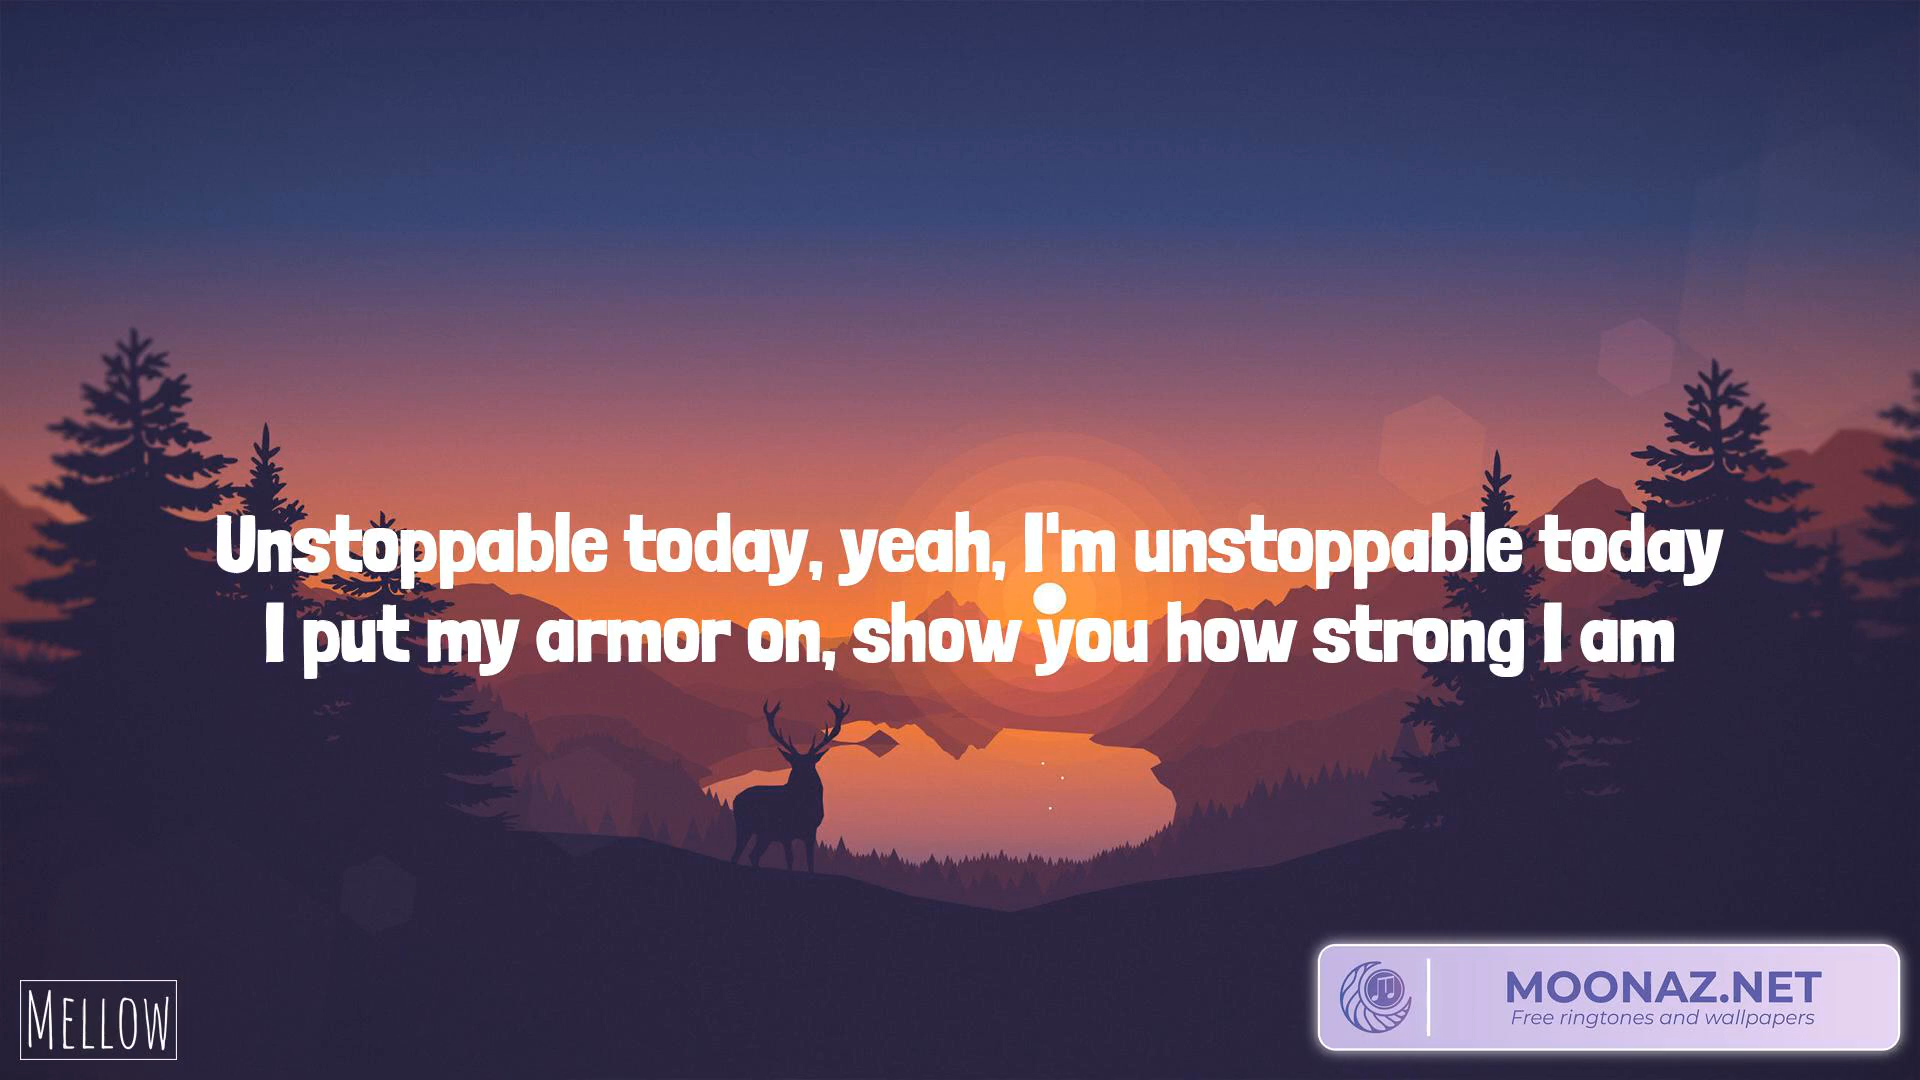 Unstoppable today, yeah, I'm unstoppable today
I put my armor on, show you how strong I am
MELLOW
MOONAZ.NET
Free ringtones and wallpapers